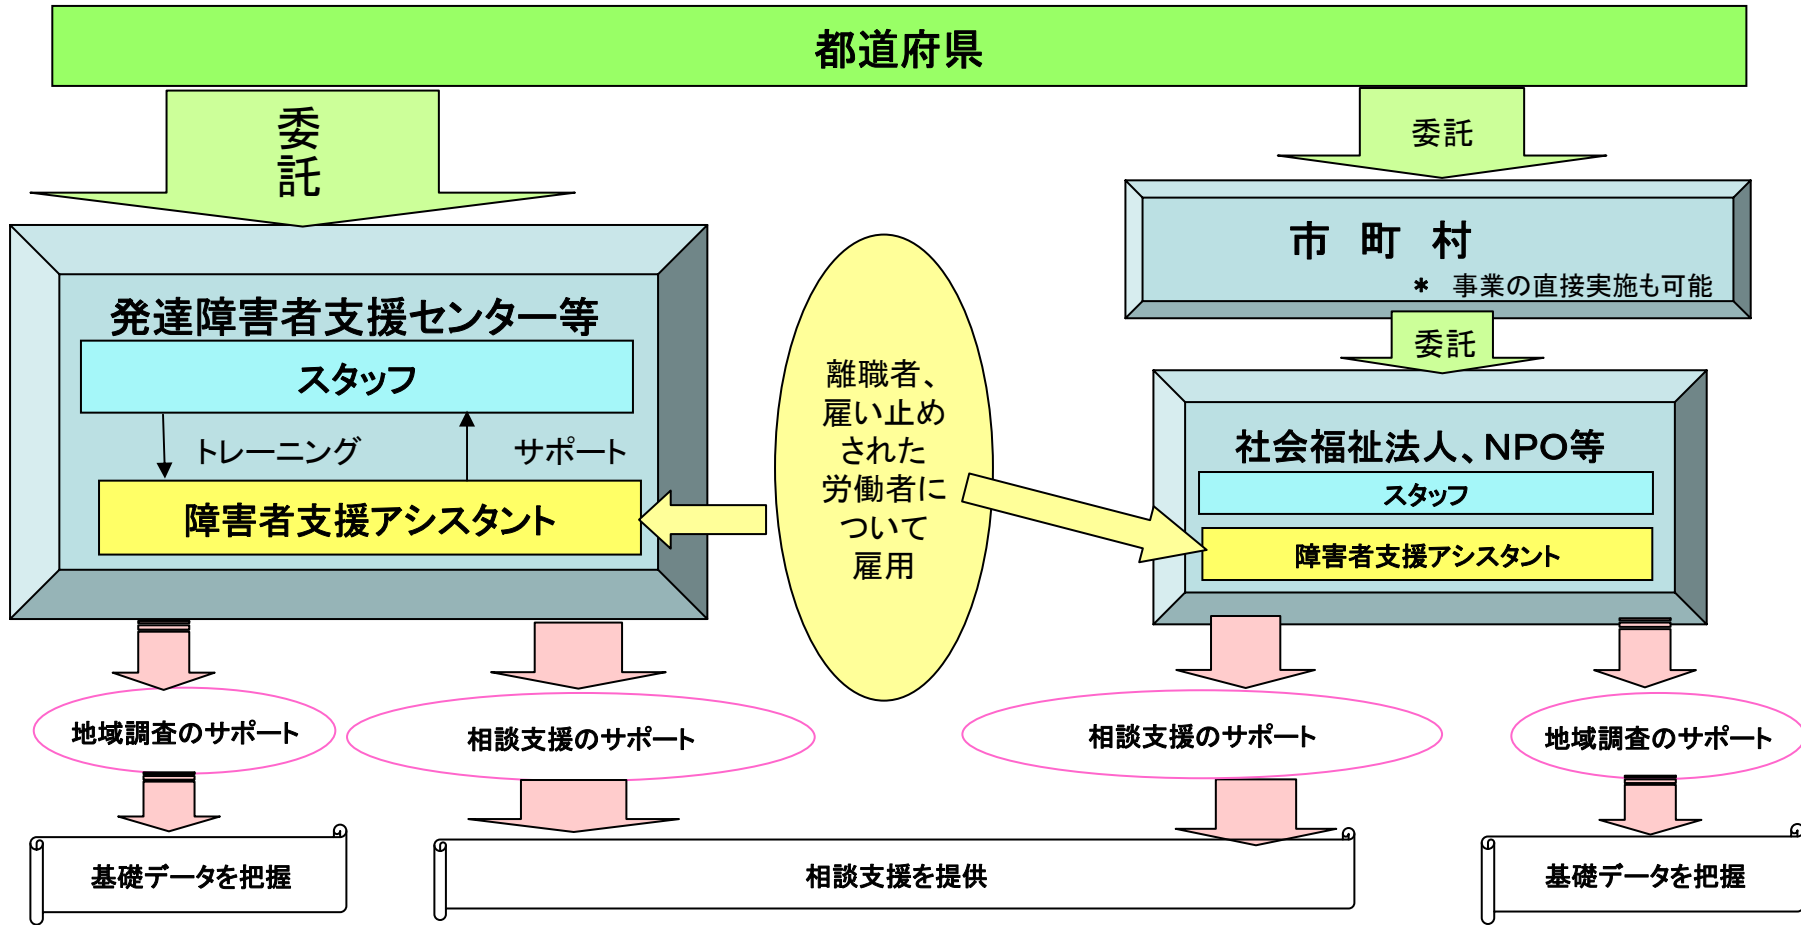 都道府県
委
託
委託
市 町 村
* 事業の直接実施も可能
委託
発達障害者支援センター等
スタッフ
トレーニング
サポート
障害者支援アシスタント
離職者、
雇い止め
された
労働者に
ついて
雇用
社会福祉法人、NPO等
スタッフ
障害者支援アシスタント
地域調査のサポート
相談支援のサポート
相談支援のサポート
地域調査のサポート
基礎データを把握
相談支援を提供
基礎データを把握